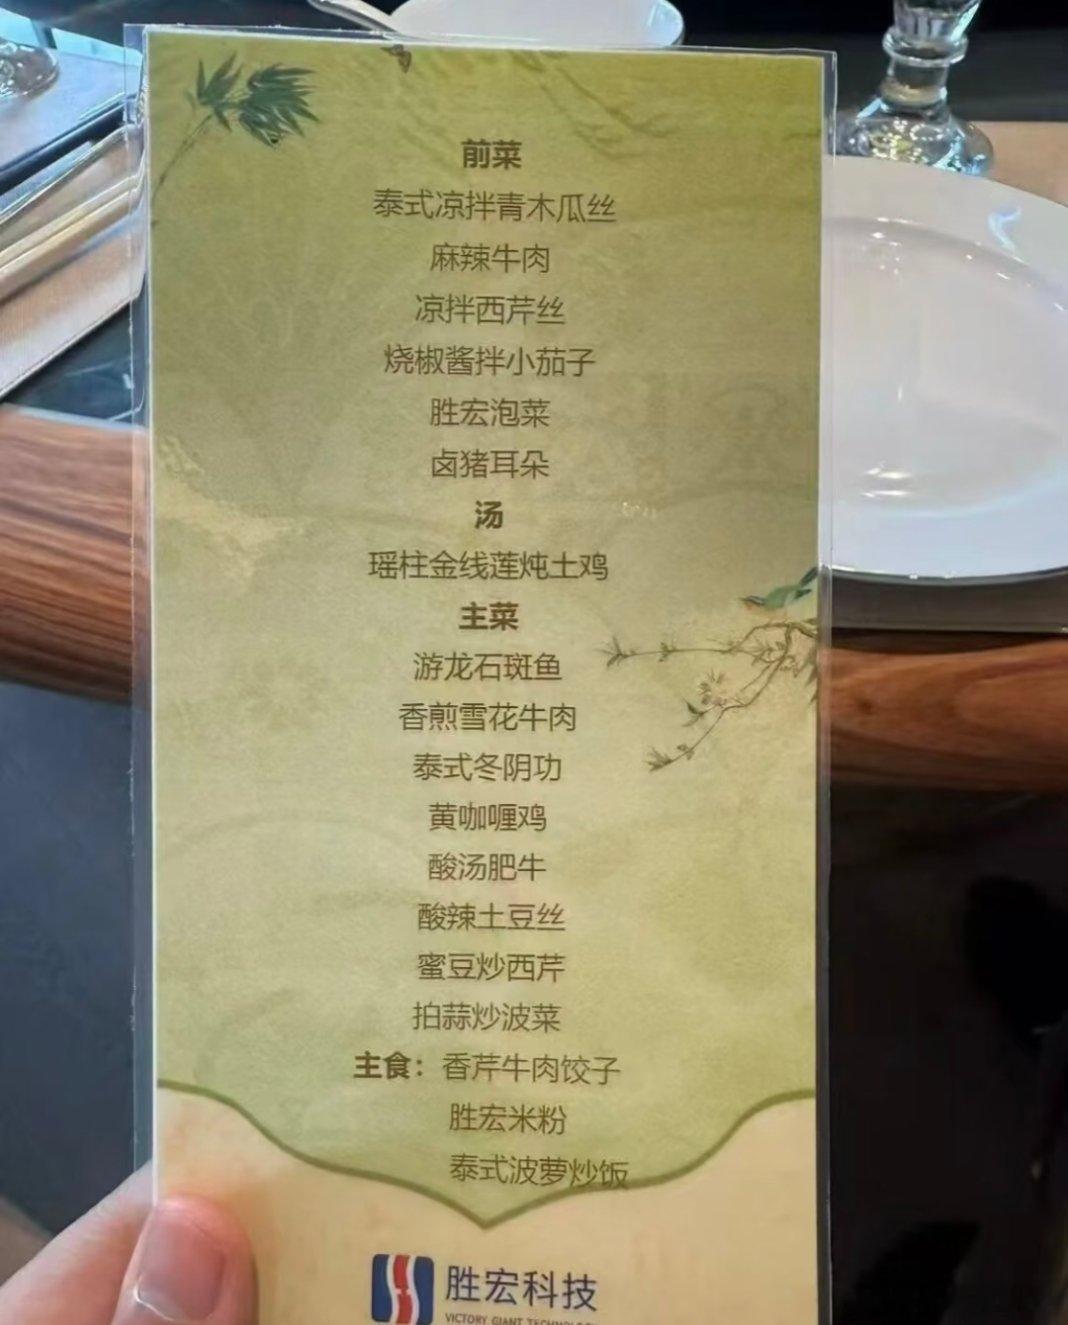 前菜
泰式凉拌青木瓜丝
麻辣牛肉
凉拌西芹丝
烧椒酱拌小茄子
胜宏泡菜
卤猪耳朵
汤
瑶柱金线莲炖土鸡
主菜
游龙石斑鱼
香煎雪花牛肉
泰式冬阴功
黄咖喱鸡
酸汤肥牛
酸辣土豆丝
蜜豆炒西芹
拍蒜炒波菜
主食：香芹牛肉饺子
胜宏米粉
泰式波萝炒饭
胜宏科技
VICTORY GIANT